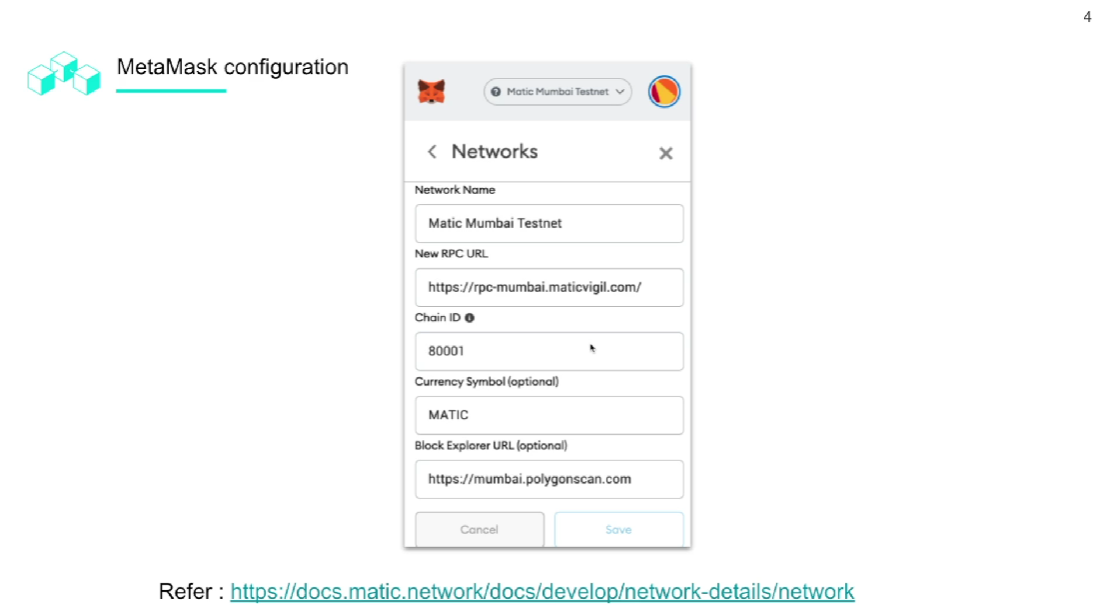 4
MetaMask configuration
Matic Mumbai Testnet
Networks
Network Name
Matic Mumbai Testnet
New RPC URL
https://rpc-mumbai.maticvigil.com/
Chain ID
80001
Currency Symbol (optional)
MATIC
Block Explorer URL (optional)
https://mumbai.polygonscan.com
Cancel Save
Refer : https://docs.matic.network/docs/develop/network-details/network